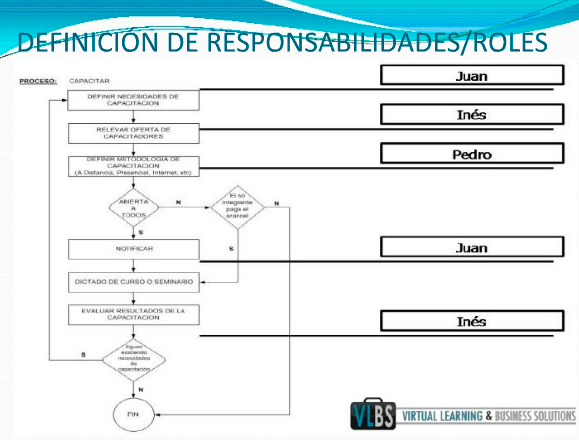 DEFINICIÓN DE RESPONSABILIDADES/ROLES
PROCESO: CAPACITAR
Juan
DEFINIR NECESIDADES DE
CAPACITACION
Inés
RELEVAR OFERTA DE
CAPACITADORES
Pedro
DEFINIR METODOLOGIA DE
CAPACITACION
(A Distancia, Presencial, Internet, etc)
ABIERTA
A
TODOS
N
El no
integrante
paga el
arancel
N
S
S
NOTIFICAR
Juan
DICTADO DE CURSO O SEMINARIO
EVALUAR RESULTADOS DE LA
CAPACITACION
Inés
S
Siguen
existiendo
necesidades
de
capacitación
N
FIN
VLBS VIRTUAL LEARNING & BUSINESS SOLUTIONS